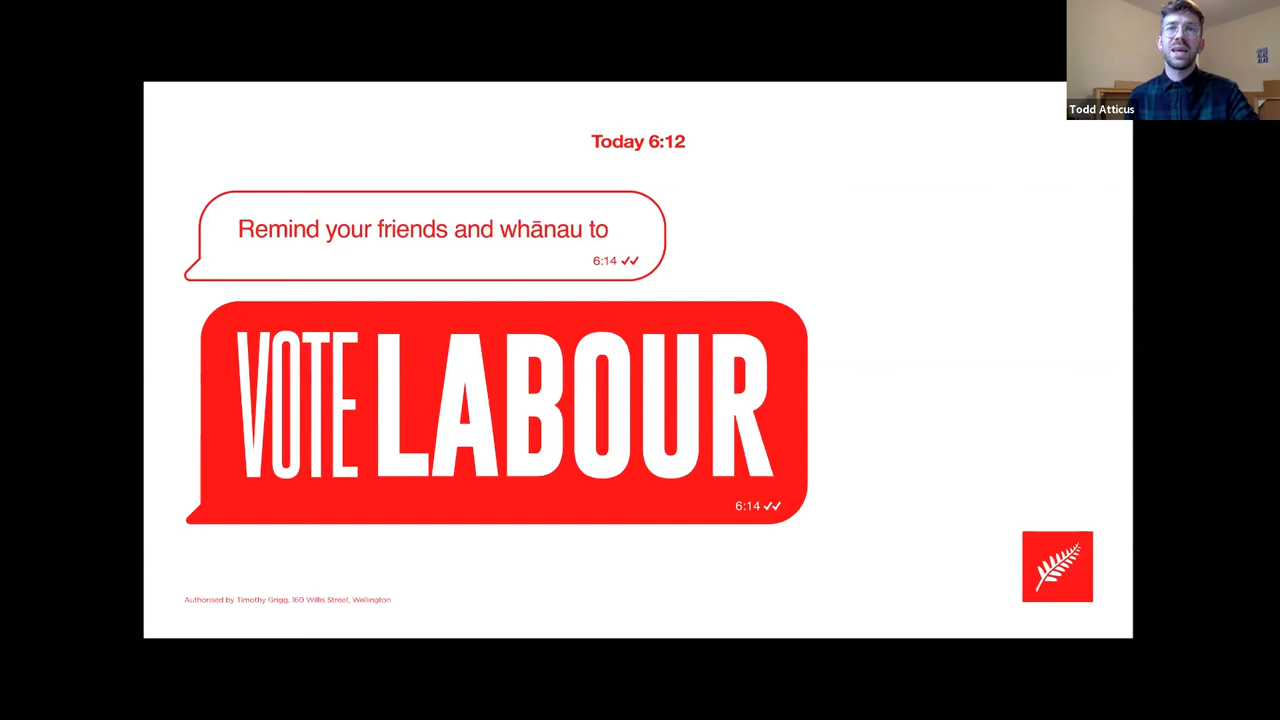 Todd Atticus
Today 6:12
Remind your friends and whānau to
6:14
VOTE LABOUR
6:14
Authorised by Timothy Grigg, 160 Willis Street, Wellington